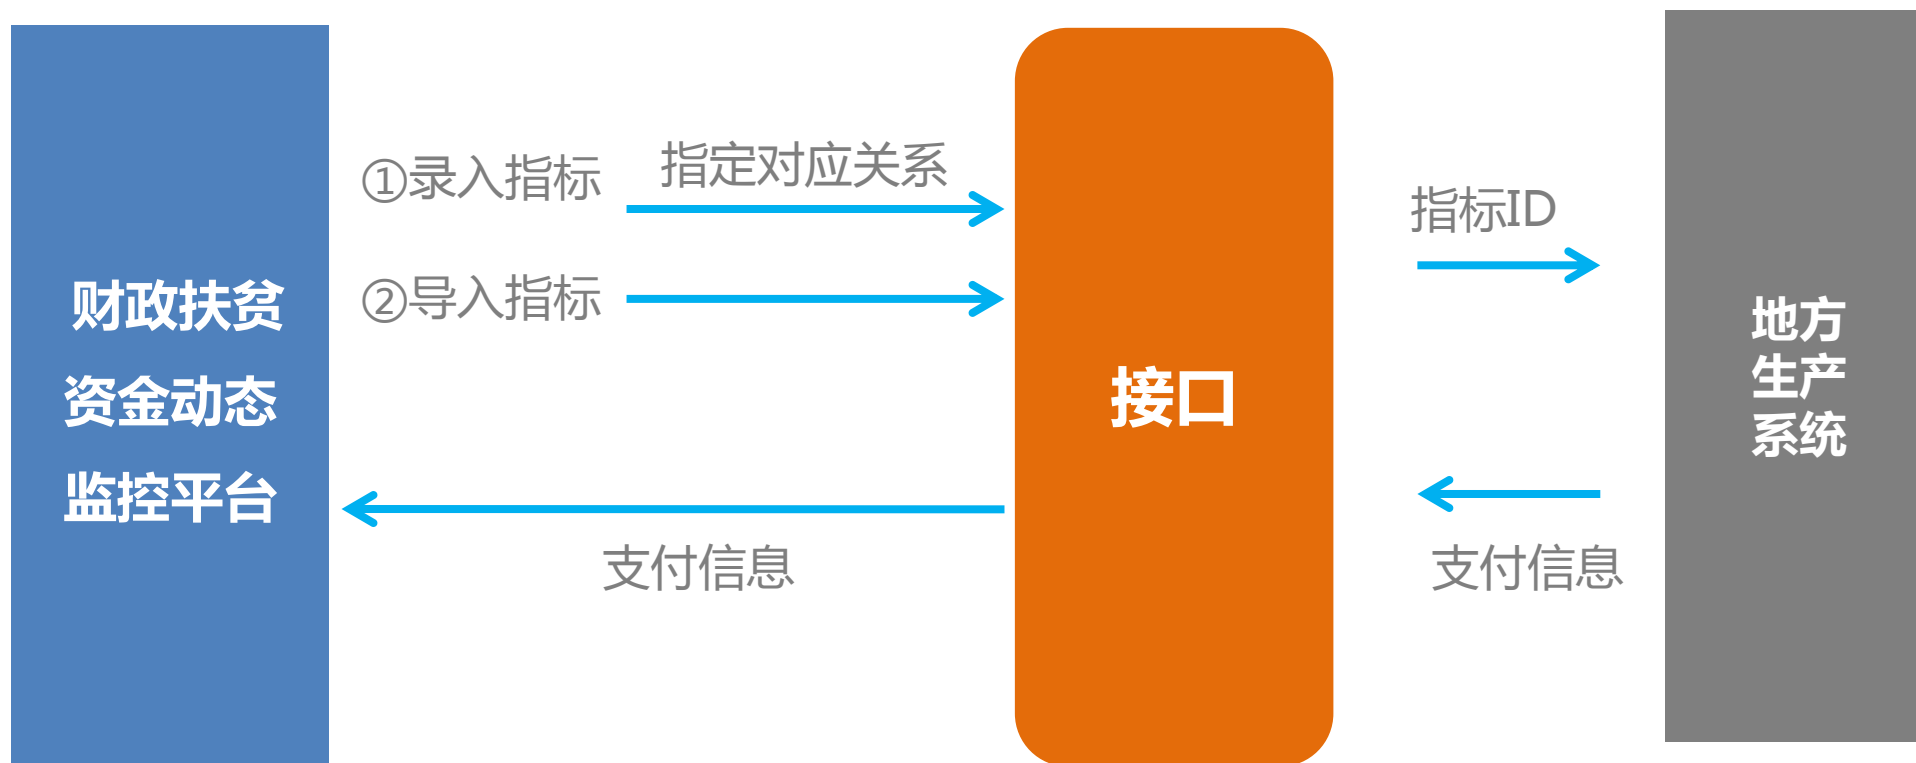 财政扶贫
资金动态
监控平台
①录入指标
指定对应关系
②导入指标
支付信息
接口
指标ID
支付信息
地方
生产
系统